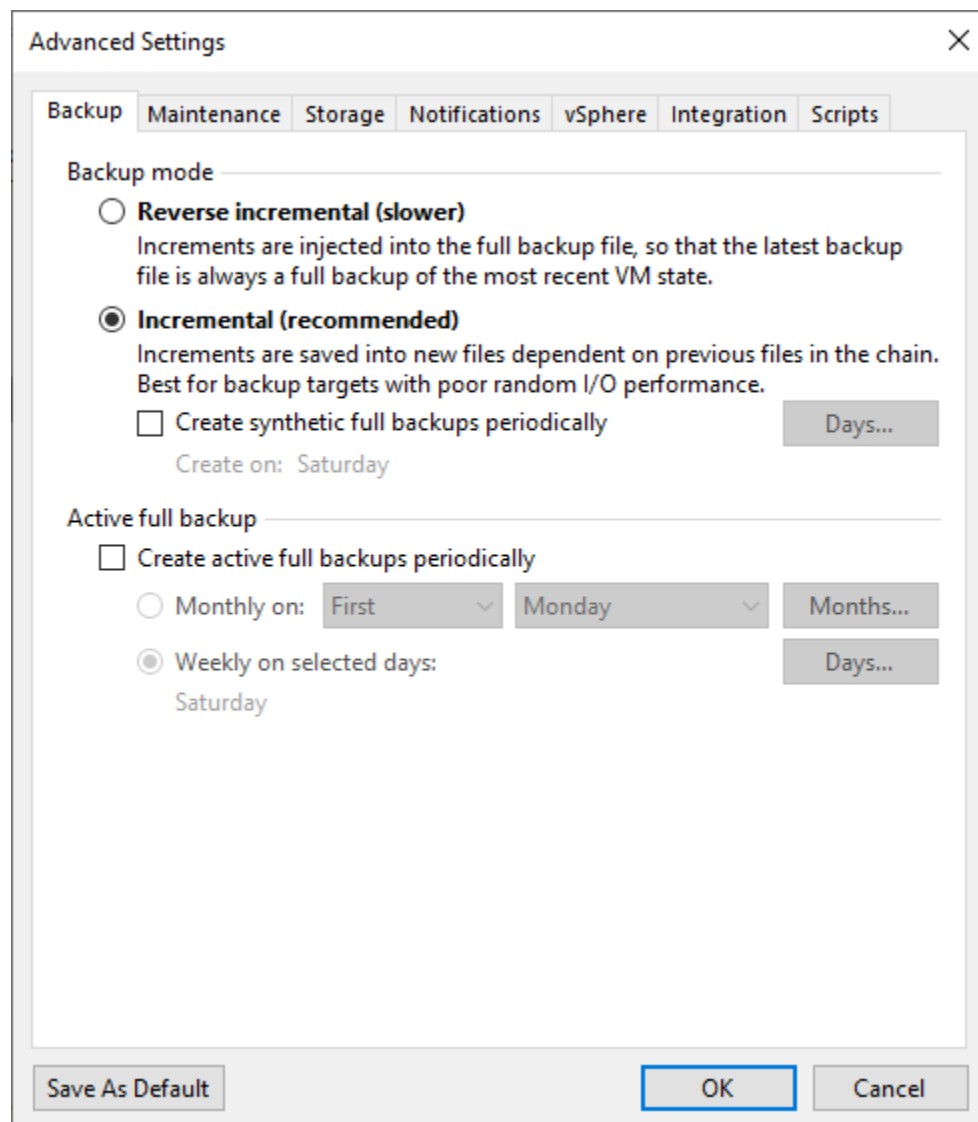 Advanced Settings
Backup
Maintenance
Storage
Notifications
vSphere
Integration
Scripts
Backup mode
Reverse incremental (slower)
Increments are injected into the full backup file, so that the latest backup
file is always a full backup of the most recent VM state.
Incremental (recommended)
Increments are saved into new files dependent on previous files in the chain.
Best for backup targets with poor random I/O performance.
Create synthetic full backups periodically
Days...
Create on: Saturday
Active full backup
Create active full backups periodically
Monthly on:
First
Monday
Months...
Weekly on selected days:
Days...
Saturday
Save As Default
OK
Cancel